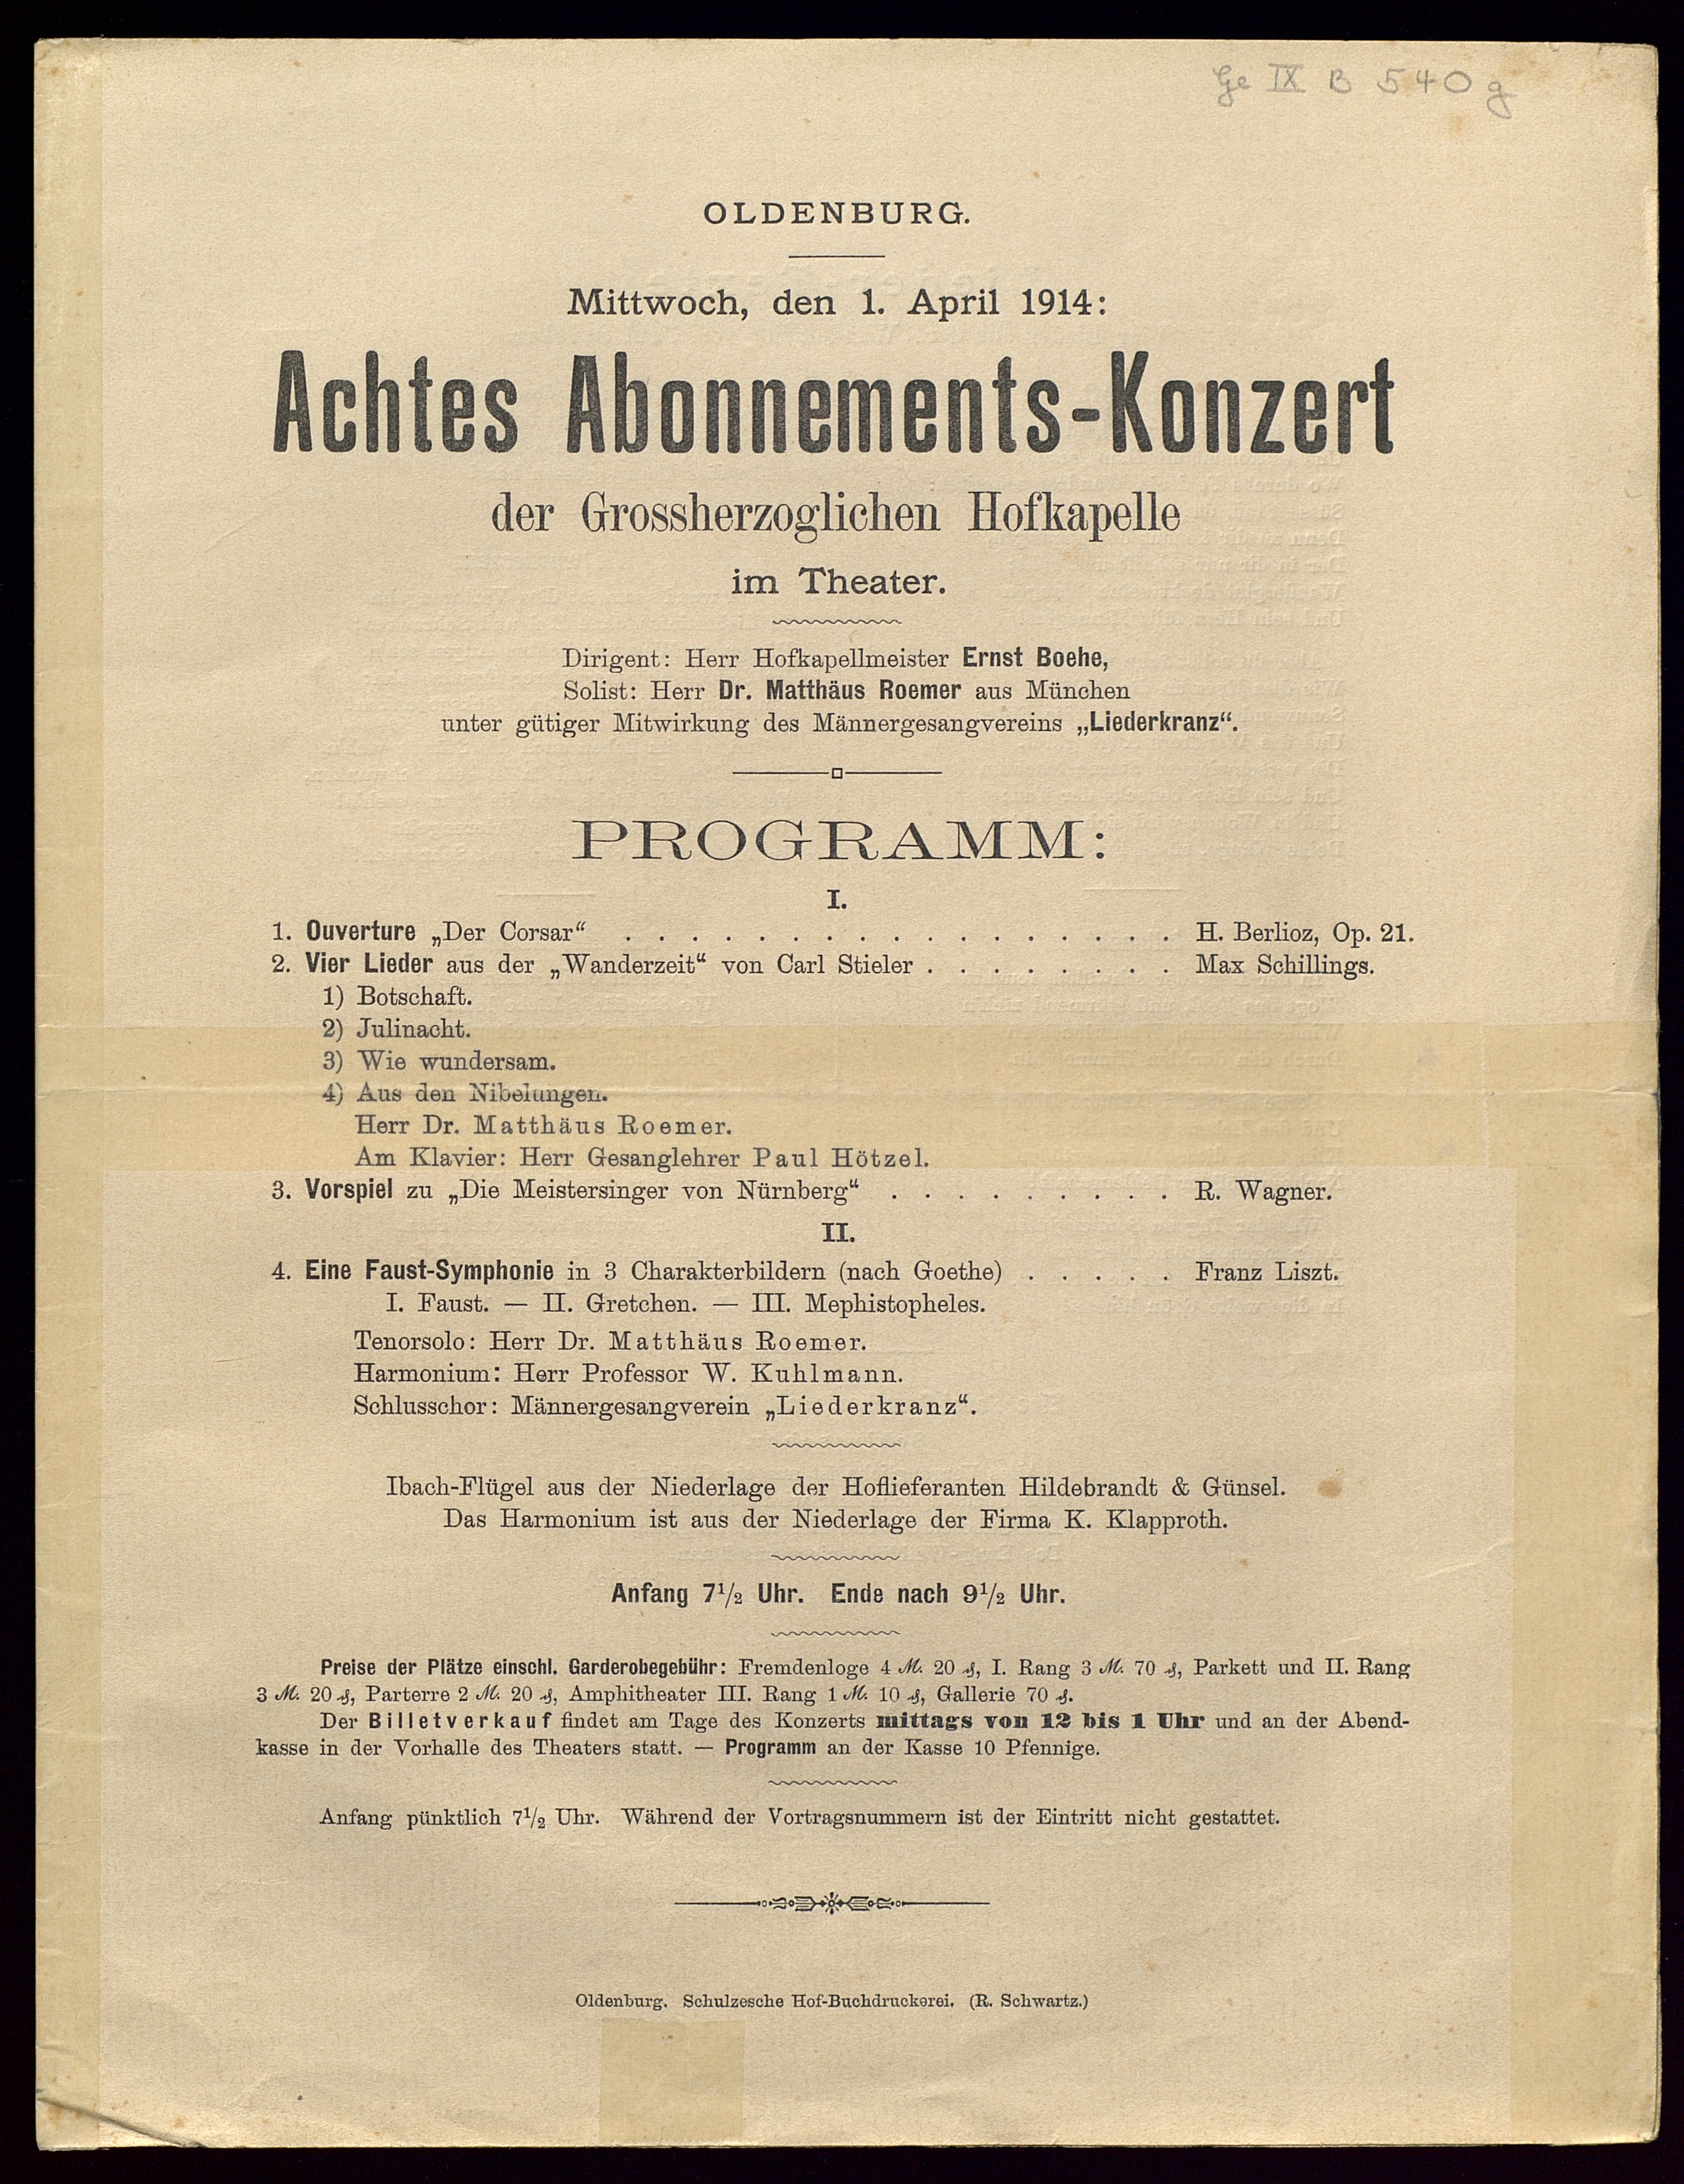 Ge IX B 540 g
OLDENBURG.
Mittwoch, den 1. April 1914:
Achtes Abonnements-Konzert
der Grossherzoglichen Hofkapelle
im Theater.
Dirigent: Herr Hofkapellmeister Ernst Boehe,
Solist: Herr Dr. Matthäus Roemer aus München
unter gütiger Mitwirkung des Männergesangvereins „Liederkranz“.
PROGRAMM:
I.
1. Ouverture „Der Corsar“ . . . . . . . . . . . . . . . . . H. Berlioz, Op. 21.
2. Vier Lieder aus der „Wanderzeit“ von Carl Stieler . . . . . . . . Max Schillings.
1) Botschaft.
2) Julinacht.
3) Wie wundersam.
4) Aus den Nibelungen.
Herr Dr. Matthäus Roemer.
Am Klavier: Herr Gesanglehrer Paul Hötzel.
3. Vorspiel zu „Die Meistersinger von Nürnberg“ . . . . . . . . . R. Wagner.
II.
4. Eine Faust-Symphonie in 3 Charakterbildern (nach Goethe) . . . . . Franz Liszt.
I. Faust. — II. Gretchen. — III. Mephistopheles.
Tenorsolo: Herr Dr. Matthäus Roemer.
Harmonium: Herr Professor W. Kuhlmann.
Schlusschor: Männergesangverein „Liederkranz“.
Ibach-Flügel aus der Niederlage der Hoflieferanten Hildebrandt & Günsel.
Das Harmonium ist aus der Niederlage der Firma K. Klapproth.
Anfang 7½ Uhr. Ende nach 9½ Uhr.
Preise der Plätze einschl. Garderobegebühr: Fremdenloge 4 ℳ 20 ₰, I. Rang 3 ℳ 70 ₰, Parkett und II. Rang
3 ℳ 20 ₰, Parterre 2 ℳ 20 ₰, Amphitheater III. Rang 1 ℳ 10 ₰, Gallerie 70 ₰.
Der Billetverkauf findet am Tage des Konzerts mittags von 12 bis 1 Uhr und an der Abend-
kasse in der Vorhalle des Theaters statt. — Programm an der Kasse 10 Pfennige.
Anfang pünktlich 7½ Uhr. Während der Vortragsnummern ist der Eintritt nicht gestattet.
Oldenburg. Schulzesche Hof-Buchdruckerei. (R. Schwartz.)